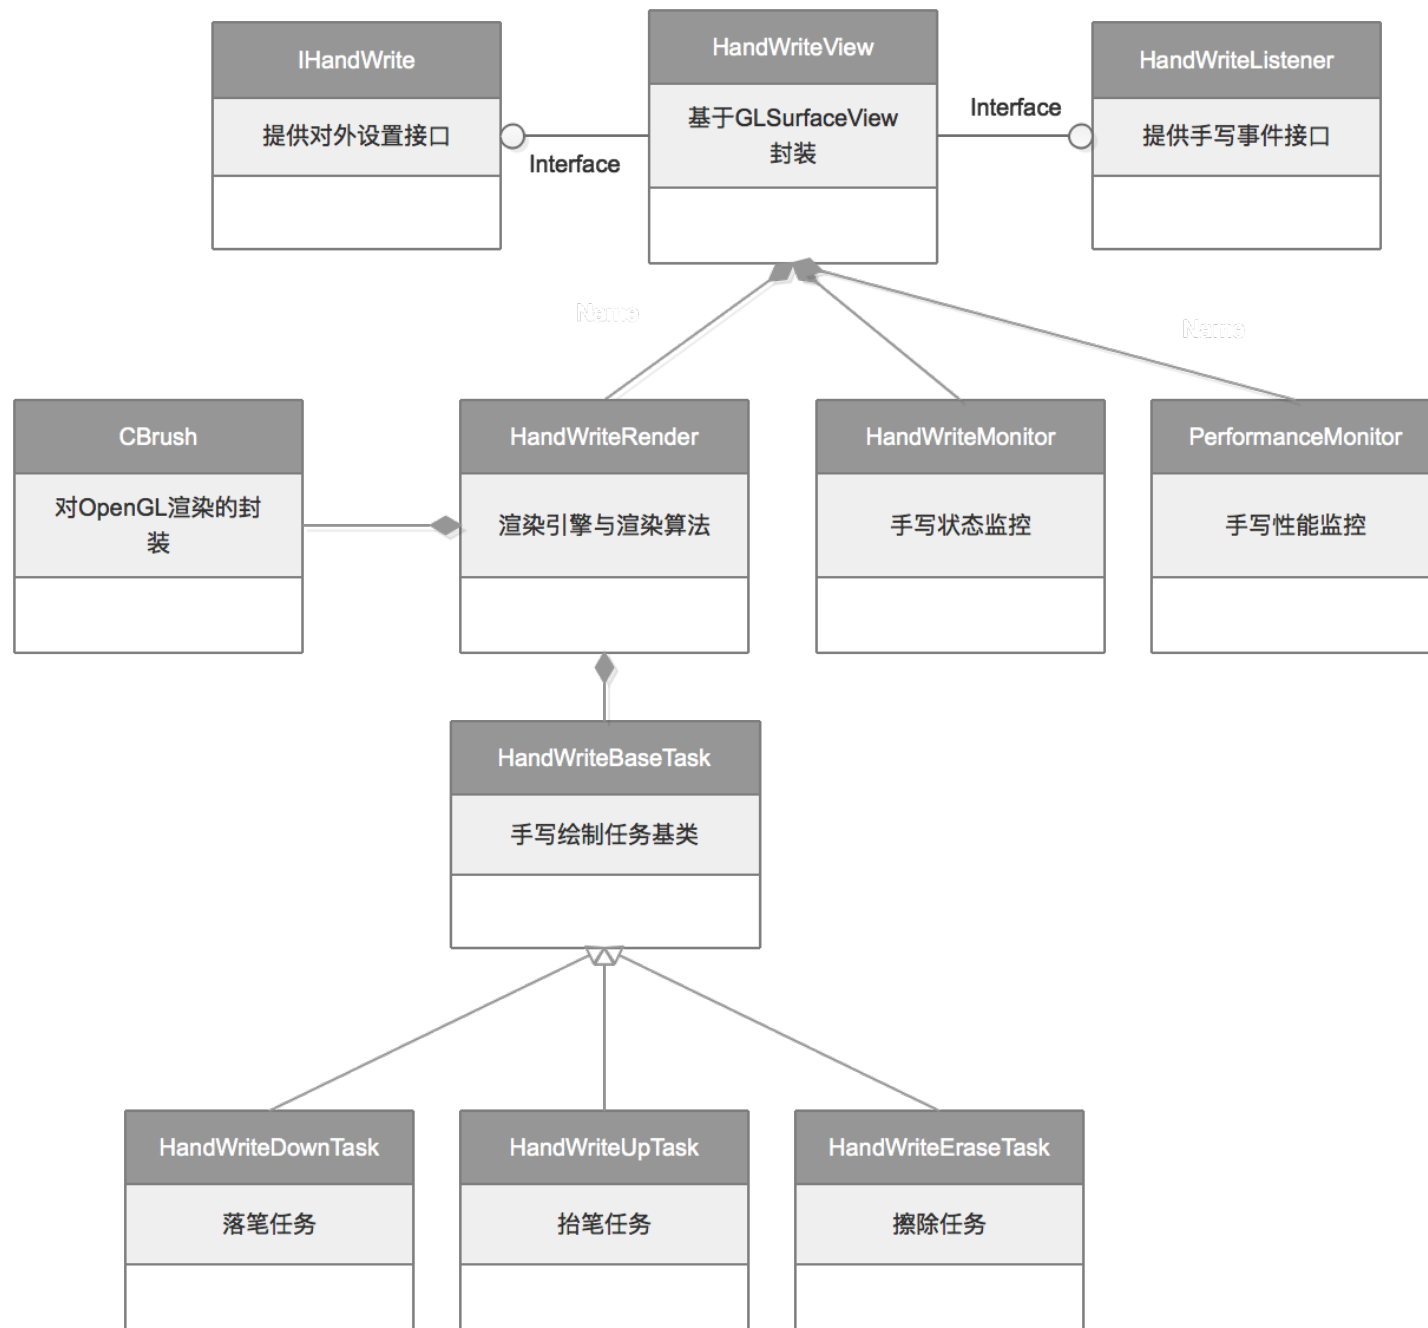 IHandWrite
HandWriteView
HandWriteListener
提供对外设置接口
Interface
基于GLSurfaceView
封装
Interface
提供手写事件接口
Name
Name
CBrush
HandWriteRender
HandWriteMonitor
PerformanceMonitor
对OpenGL渲染的封
装
渲染引擎与渲染算法
手写状态监控
手写性能监控
HandWriteBaseTask
手写绘制任务基类
HandWriteDownTask
HandWriteUpTask
HandWriteEraseTask
落笔任务
抬笔任务
擦除任务